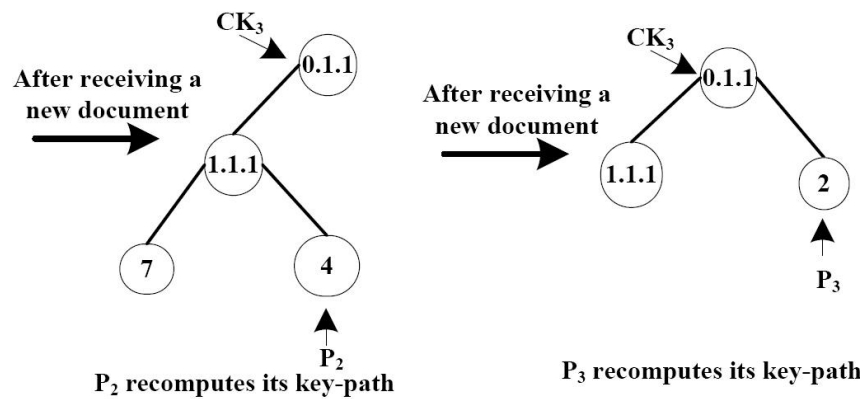 CK3
0.1.1
After receiving a
new document
1.1.1
7
4
P2
P2 recomputes its key-path
CK3
0.1.1
After receiving a
new document
1.1.1
2
P3
P3 recomputes its key-path